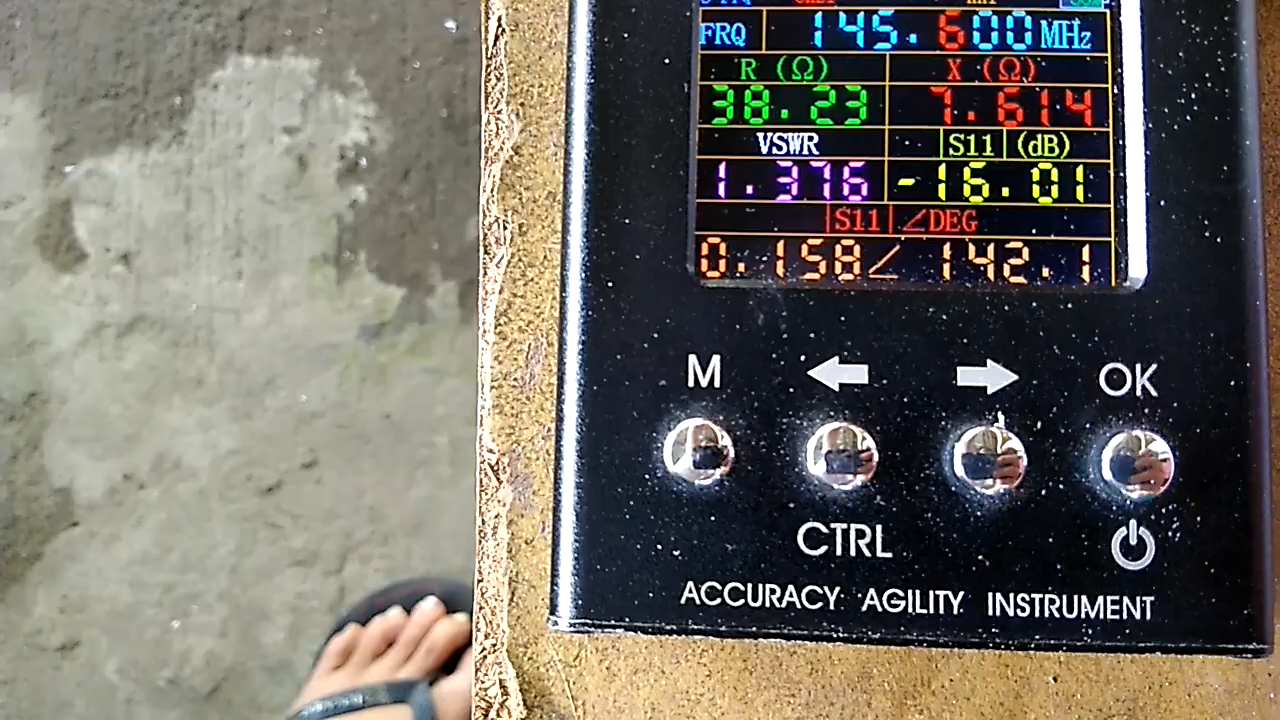 FRQ 145.600 MHz
R (Ω) X (Ω)
38.23 7.614
VSWR |S11| (dB)
1.376 -16.01
|S11| ∠DEG
0.158∠ 142.1
M ← → OK
CTRL
ACCURACY AGILITY INSTRUMENT